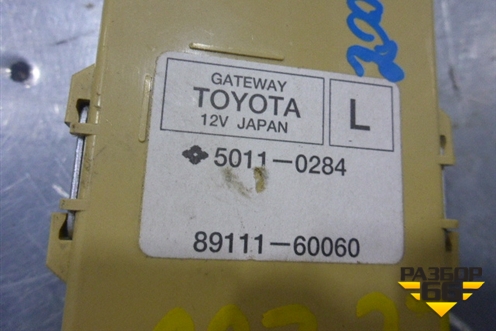 GATEWAY
TOYOTA
12V JAPAN
L
5011-0284
89111-60060
РАЗБОР
66